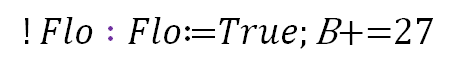 ! Flo : Flo:=True; B+=27